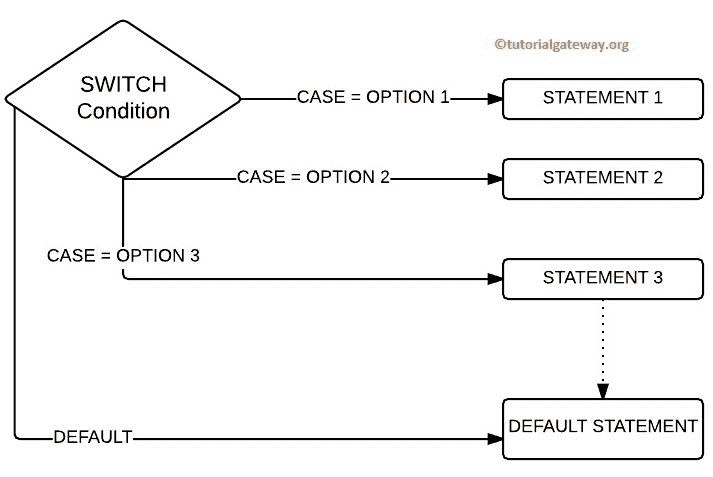 ©tutorialgateway.org
SWITCH
Condition
CASE = OPTION 1
STATEMENT 1
CASE = OPTION 2
STATEMENT 2
CASE = OPTION 3
STATEMENT 3
DEFAULT
DEFAULT STATEMENT